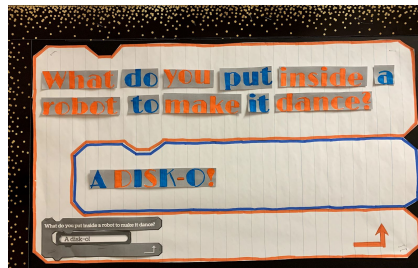 What do you put inside a
robot to make it dance!
A DISK-O!
What do you put inside a robot to make it dance?
A disk-o!